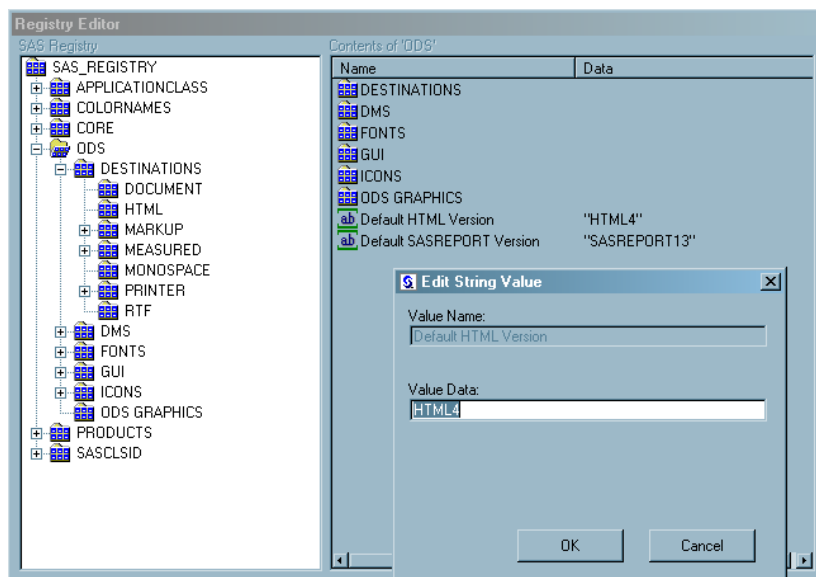 Registry Editor
SAS Registry
SAS_REGISTRY
APPLICATIONCLASS
COLORNAMES
CORE
ODS
DESTINATIONS
DOCUMENT
HTML
MARKUP
MEASURED
MONOSPACE
PRINTER
RTF
DMS
FONTS
GUI
ICONS
ODS GRAPHICS
PRODUCTS
SASCLSID
Contents of 'ODS'
Name Data
DESTINATIONS
DMS
FONTS
GUI
ICONS
ODS GRAPHICS
ab Default HTML Version "HTML4"
ab Default SASREPORT Version "SASREPORT13"
Edit String Value
Value Name:
Default HTML Version
Value Data:
HTML4
OK Cancel